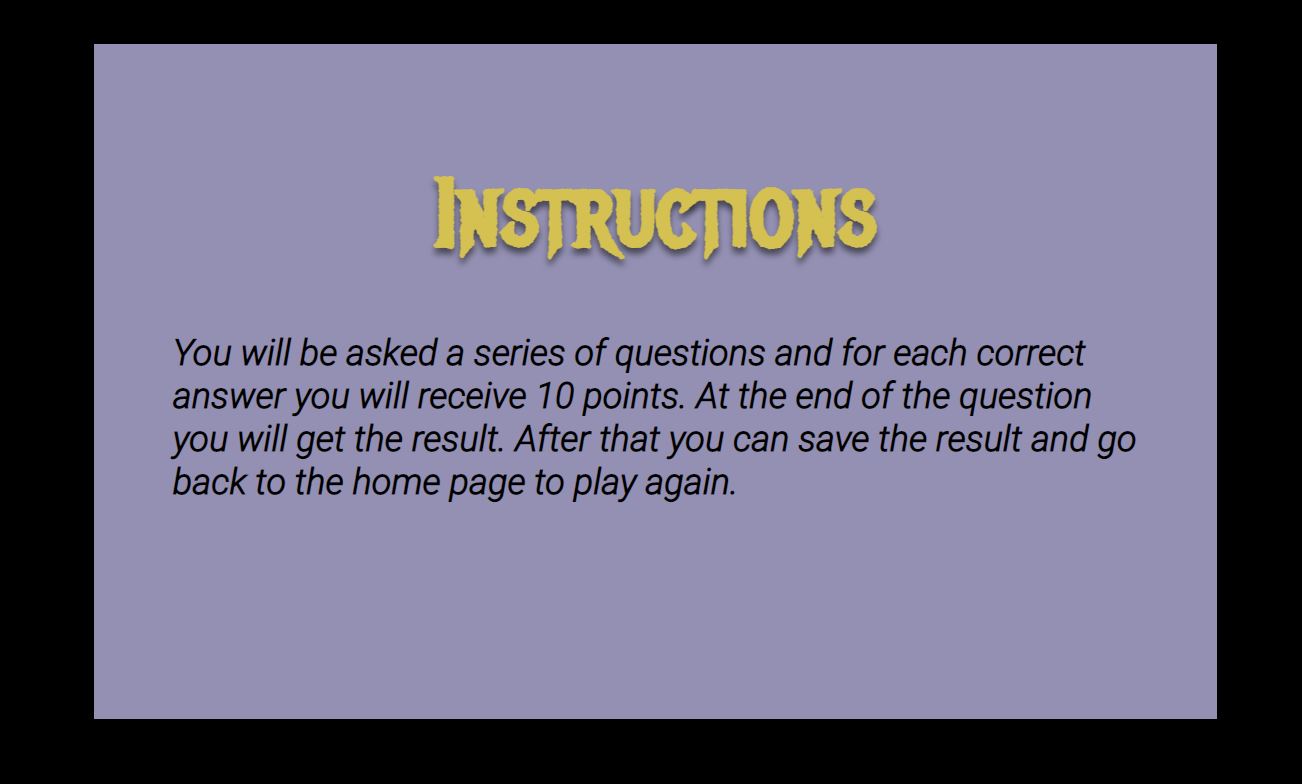 Instructions
You will be asked a series of questions and for each correct
answer you will receive 10 points. At the end of the question
you will get the result. After that you can save the result and go
back to the home page to play again.